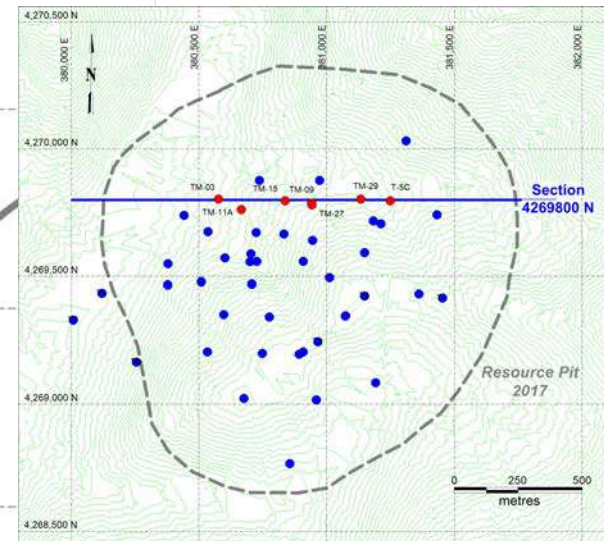 4,270,500 N
380,000 E
380,500 E
381,000 E
381,500 E
382,000 E
N
4,270,000 N
TM-03
TM-15
TM-09
TM-29
T-5C
TM-11A
TM-27
Section
4269800 N
4,269,500 N
Resource Pit
2017
4,269,000 N
0 250 500
metres
4,268,500 N